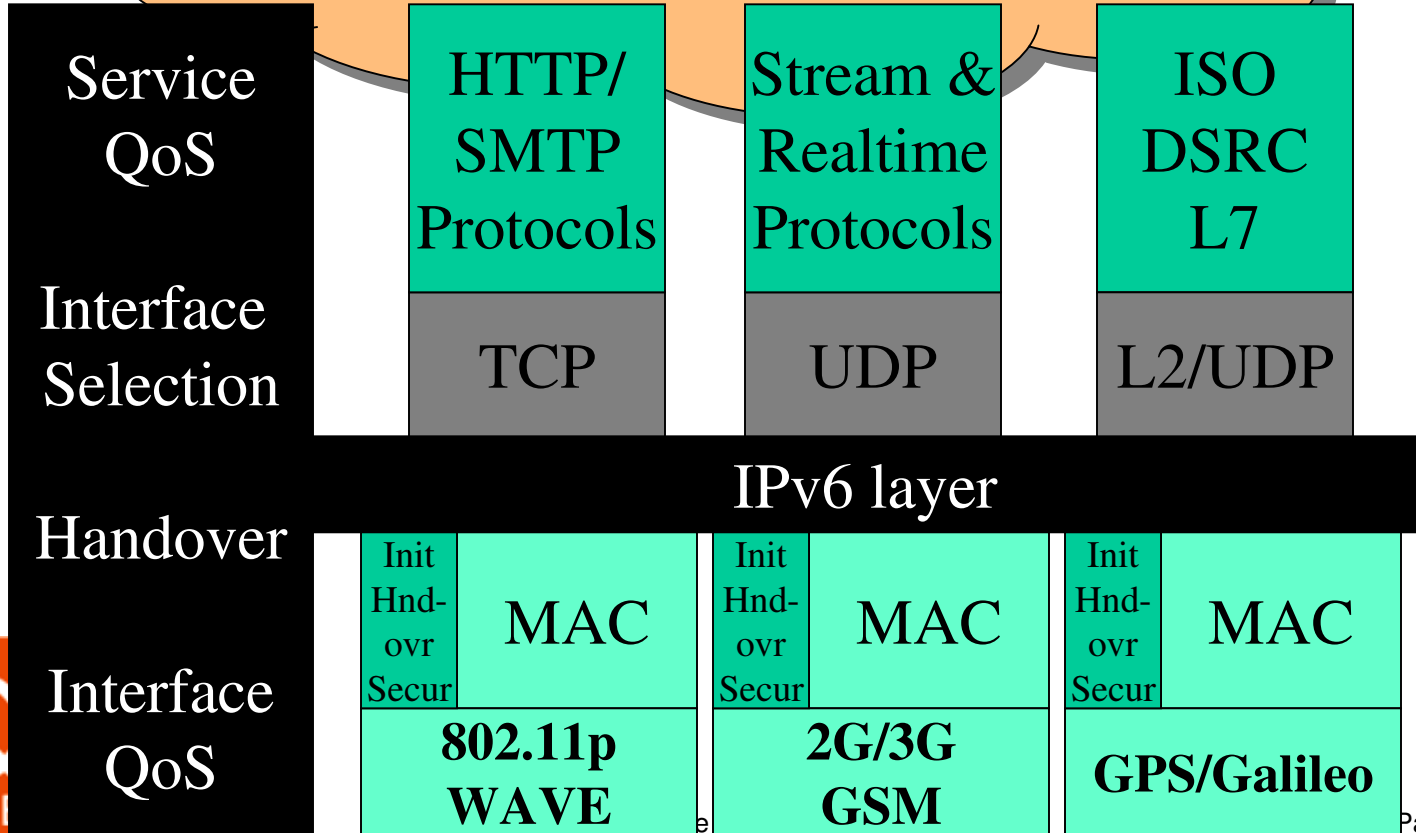 Service
QoS
Interface
Selection
Handover
Interface
QoS
HTTP/
SMTP
Protocols
Stream &
Realtime
Protocols
ISO
DSRC
L7
TCP
UDP
L2/UDP
IPv6 layer
Init
Hnd-
ovr
Secur
MAC
Init
Hnd-
ovr
Secur
MAC
Init
Hnd-
ovr
Secur
MAC
802.11p
WAVE
2G/3G
GSM
GPS/Galileo